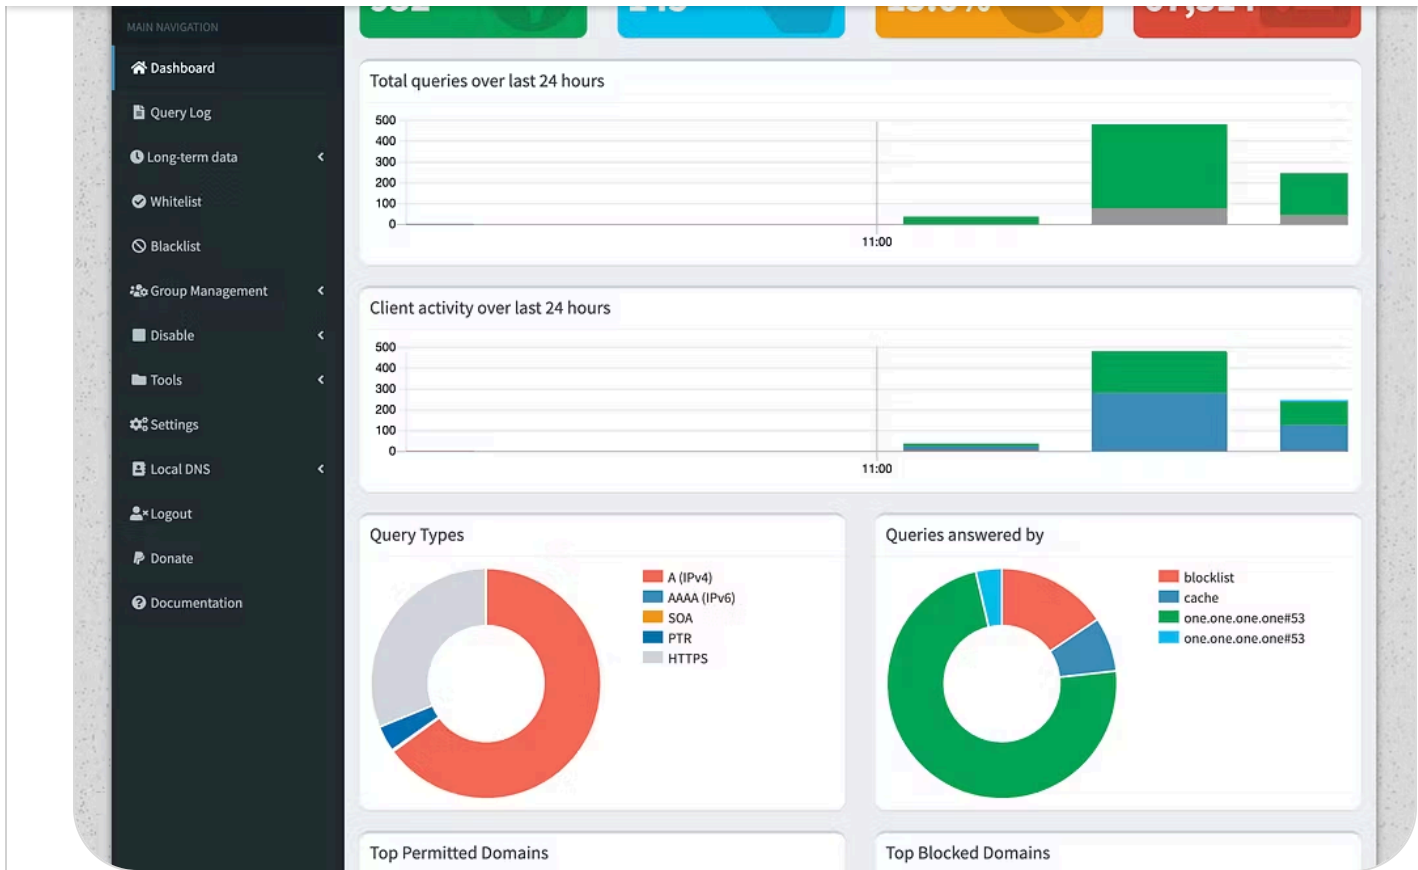 MAIN NAVIGATION
Dashboard
Query Log
Long-term data
Whitelist
Blacklist
Group Management
Disable
Tools
Settings
Local DNS
Logout
Donate
Documentation
Total queries over last 24 hours
500
400
300
200
100
0
11:00
Client activity over last 24 hours
500
400
300
200
100
0
11:00
Query Types
A (IPv4)
AAAA (IPv6)
SOA
PTR
HTTPS
Queries answered by
blocklist
cache
one.one.one.one#53
one.one.one.one#53
Top Permitted Domains
Top Blocked Domains